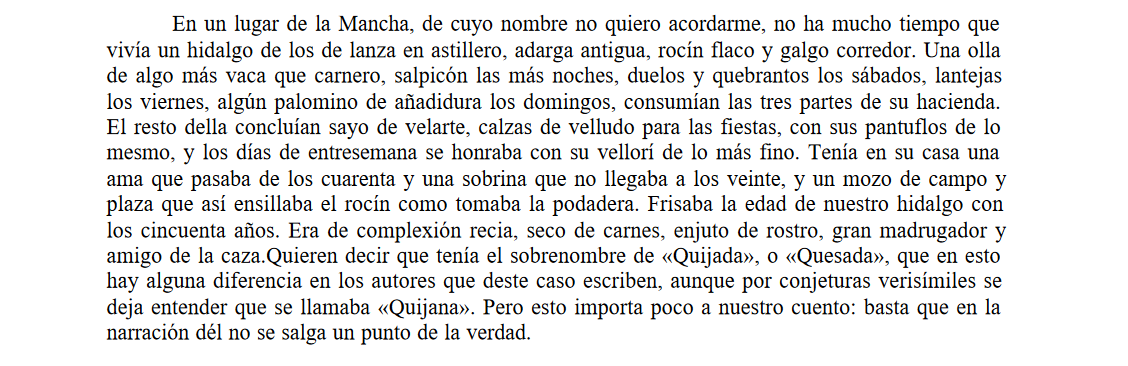 En un lugar de la Mancha, de cuyo nombre no quiero acordarme, no ha mucho tiempo que
vivía un hidalgo de los de lanza en astillero, adarga antigua, rocín flaco y galgo corredor. Una olla
de algo más vaca que carnero, salpicón las más noches, duelos y quebrantos los sábados, lantejas
los viernes, algún palomino de añadidura los domingos, consumían las tres partes de su hacienda.
El resto della concluían sayo de velarte, calzas de velludo para las fiestas, con sus pantuflos de lo
mesmo, y los días de entresemana se honraba con su vellorí de lo más fino. Tenía en su casa una
ama que pasaba de los cuarenta y una sobrina que no llegaba a los veinte, y un mozo de campo y
plaza que así ensillaba el rocín como tomaba la podadera. Frisaba la edad de nuestro hidalgo con
los cincuenta años. Era de complexión recia, seco de carnes, enjuto de rostro, gran madrugador y
amigo de la caza.Quieren decir que tenía el sobrenombre de «Quijada», o «Quesada», que en esto
hay alguna diferencia en los autores que deste caso escriben, aunque por conjeturas verisímiles se
deja entender que se llamaba «Quijana». Pero esto importa poco a nuestro cuento: basta que en la
narración dél no se salga un punto de la verdad.